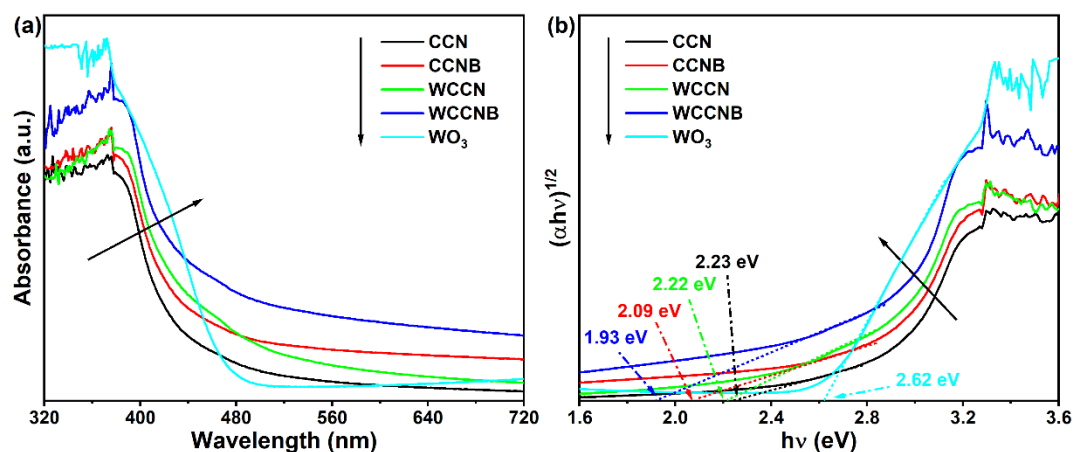 (a)
CCN
CCNB
WCCN
WCCNB
WO₃
Absorbance (a.u.)
320 400 480 560 640 720
Wavelength (nm)
(b)
CCN
CCNB
WCCN
WCCNB
WO₃
(αhν)^{1/2}
2.23 eV
2.22 eV
2.09 eV
1.93 eV
2.62 eV
1.6 2.0 2.4 2.8 3.2 3.6
hν (eV)